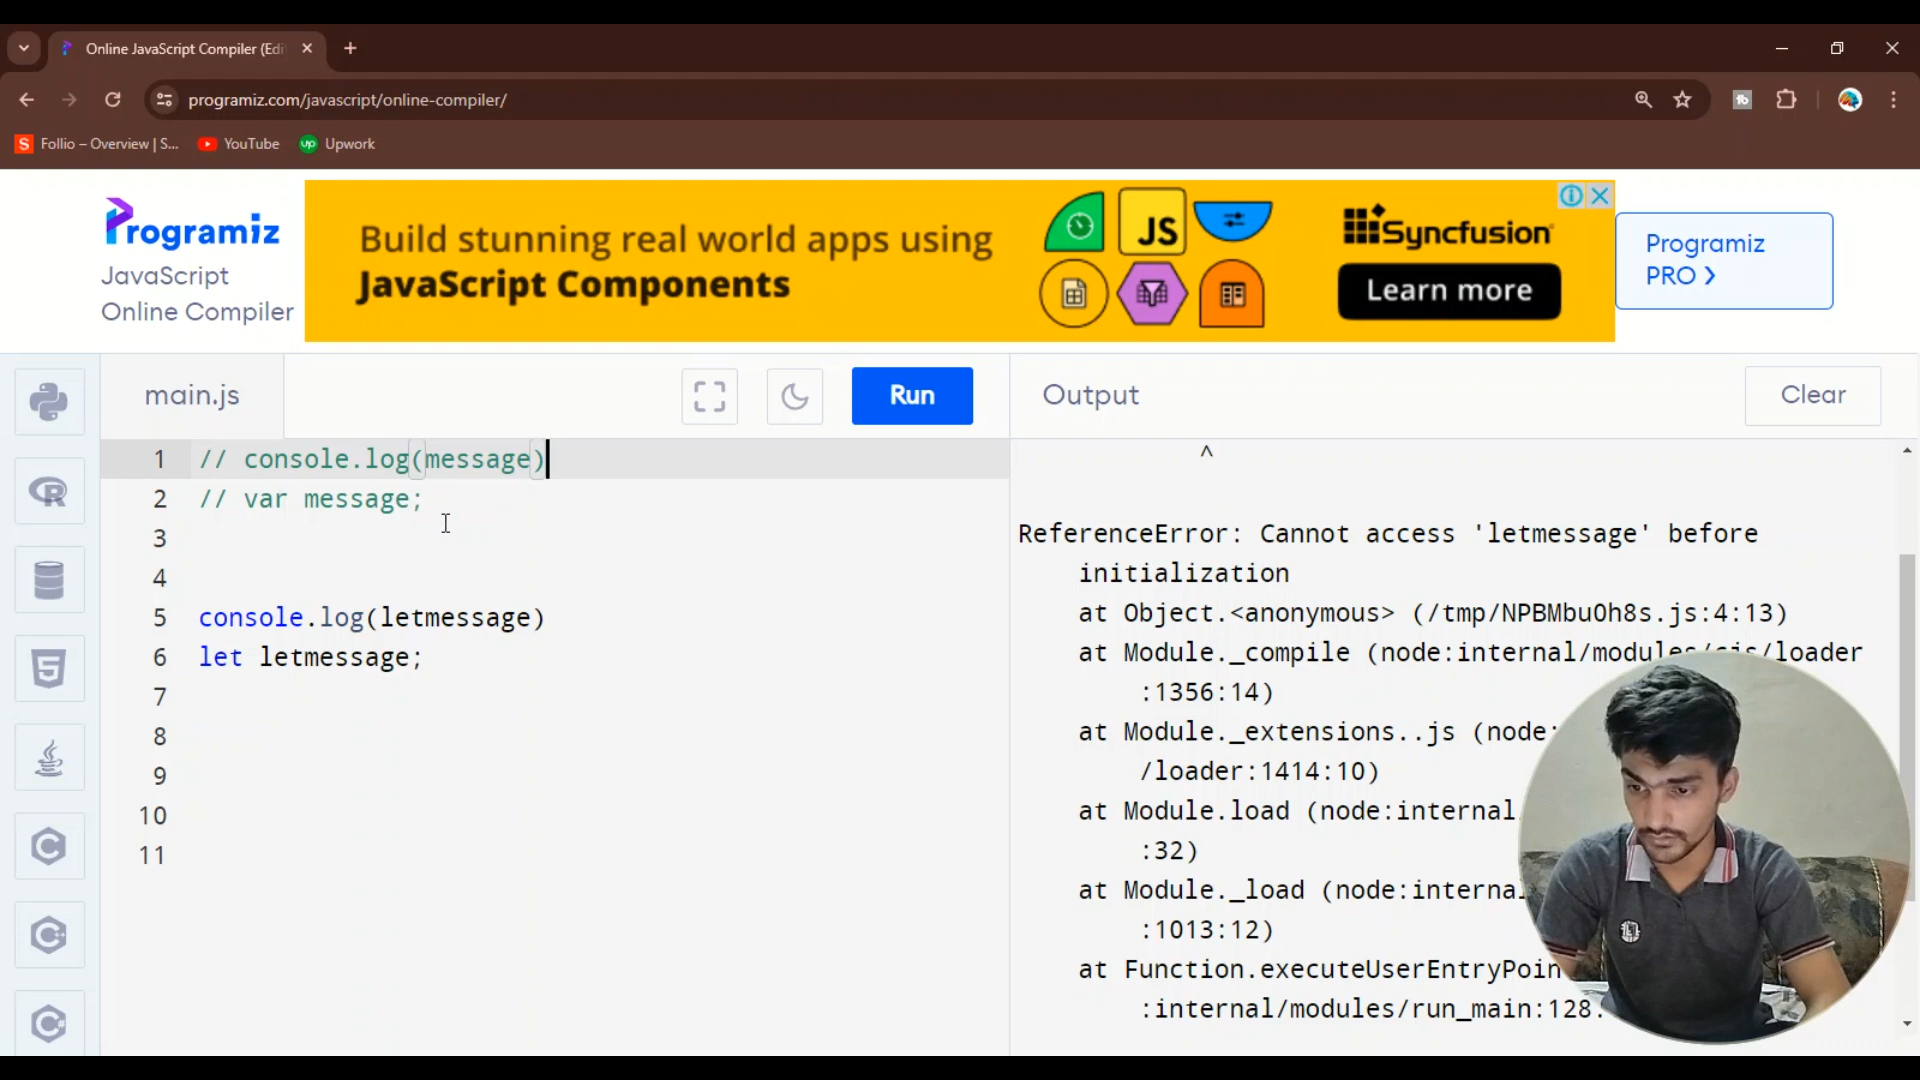 Online JavaScript Compiler (Edi
programiz.com/javascript/online-compiler/
Follio – Overview | S...
YouTube
up
Upwork
Programiz
JavaScript
Online Compiler
Build stunning real world apps using
JavaScript Components
JS
Syncfusion
Learn more
Programiz
PRO >
main.js
Run
Output
Clear
1 // console.log(message)
2 // var message;
3
4
5 console.log(letmessage)
6 let letmessage;
7
8
9
10
11
^
ReferenceError: Cannot access 'letmessage' before
initialization
at Object.<anonymous> (/tmp/NPBMbuOh8s.js:4:13)
at Module._compile (node:internal/modules/cjs/loader
:1356:14)
at Module._extensions..js (node:
/loader:1414:10)
at Module.load (node:internal
:32)
at Module._load (node:interna
:1013:12)
at Function.executeUserEntryPoin
:internal/modules/run_main:128: